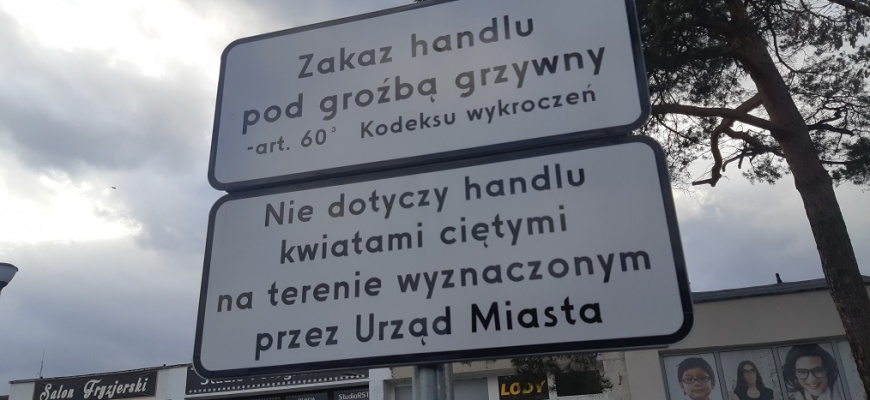 Zakaz handlu
pod groźbą grzywny
-art. 60³ Kodeksu wykroczeń
Nie dotyczy handlu
kwiatami ciętymi
na terenie wyznaczonym
przez Urząd Miasta
Salon Fryzjerski
LODY